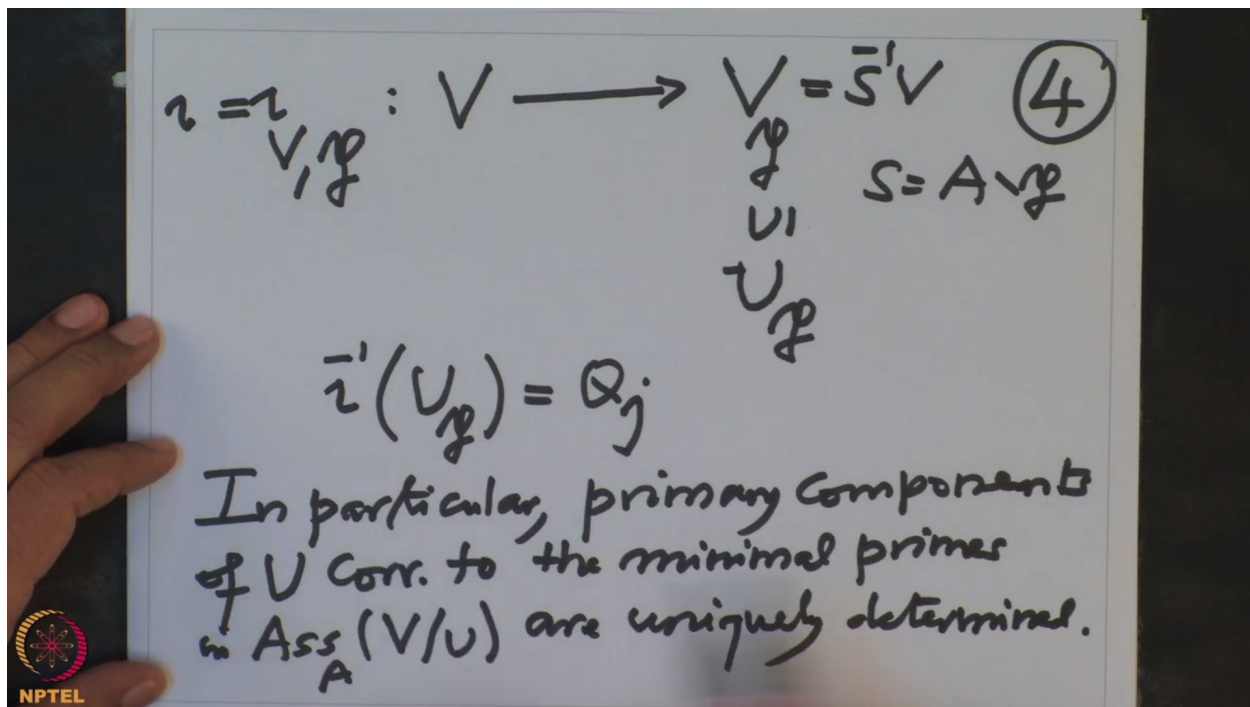 ι = ι_{V,𝔭} : V ⟶ V_𝔭 = S̄¹V ④
S = A∖𝔭
∪ı
U_𝔭
ῑ¹(U_𝔭) = Q_j
In particular, primary components
of U Corr. to the minimal primes
in Ass_A (V/U) are uniquely determined.
NPTEL